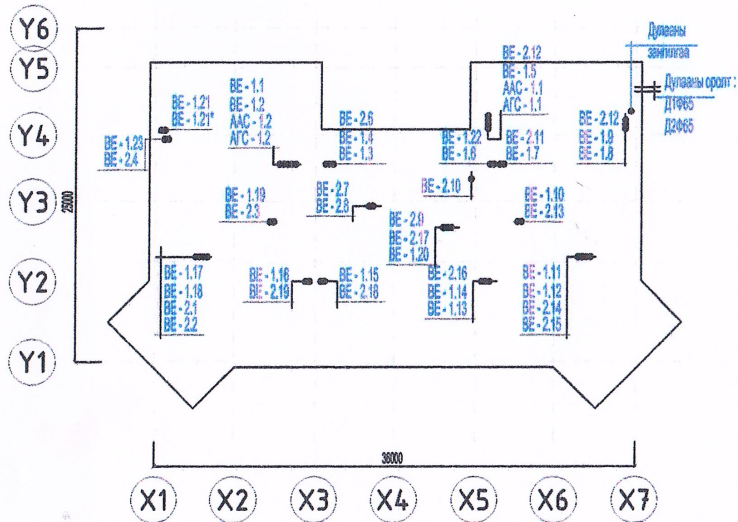 Y6
Y5
Y4
Y3
Y2
Y1
25000
BE - 1.21
BE - 1.21*
BE - 1.23
BE - 2.4
BE - 1.1
BE - 1.2
ААС - 1.2
АГС - 1.2
BE - 2.6
BE - 1.4
BE - 1.3
BE - 2.12
BE - 1.5
ААС - 1.1
АГС - 1.1
BE - 1.22
BE - 1.6
BE - 2.11
BE - 1.7
Дулааны
зангилгаа
Дулааны оролт :
Д1Ф65
Д2Ф65
BE - 2.12
BE - 1.9
BE - 1.8
BE - 1.19
BE - 2.3
BE - 2.7
BE - 2.8
BE - 2.10
BE - 2.9
BE - 2.17
BE - 1.20
BE - 1.10
BE - 2.13
BE - 1.17
BE - 1.18
BE - 2.1
BE - 2.2
BE - 1.16
BE - 2.19
BE - 1.15
BE - 2.18
BE - 2.16
BE - 1.14
BE - 1.13
BE - 1.11
BE - 1.12
BE - 2.14
BE - 2.15
36000
X1 X2 X3 X4 X5 X6 X7